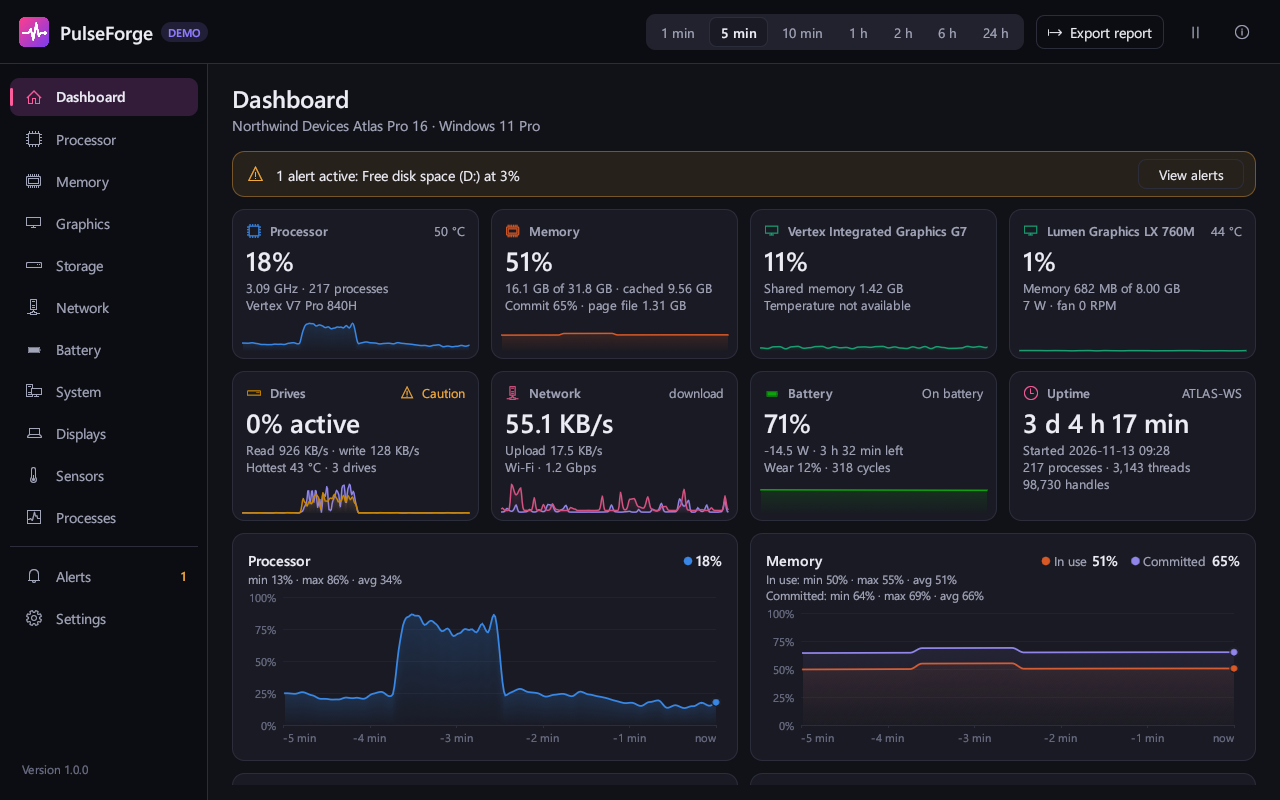 PulseForge DEMO
1 min 5 min 10 min 1 h 2 h 6 h 24 h Export report
Dashboard
Processor
Memory
Graphics
Storage
Network
Battery
System
Displays
Sensors
Processes
Alerts 1
Settings
Version 1.0.0
Dashboard
Northwind Devices Atlas Pro 16 · Windows 11 Pro
1 alert active: Free disk space (D:) at 3% View alerts
Processor 50 °C
18%
3.09 GHz · 217 processes
Vertex V7 Pro 840H
Memory
51%
16.1 GB of 31.8 GB · cached 9.56 GB
Commit 65% · page file 1.31 GB
Vertex Integrated Graphics G7
11%
Shared memory 1.42 GB
Temperature not available
Lumen Graphics LX 760M 44 °C
1%
Memory 682 MB of 8.00 GB
7 W · fan 0 RPM
Drives Caution
0% active
Read 926 KB/s · write 128 KB/s
Hottest 43 °C · 3 drives
Network download
55.1 KB/s
Upload 17.5 KB/s
Wi-Fi · 1.2 Gbps
Battery On battery
71%
-14.5 W · 3 h 32 min left
Wear 12% · 318 cycles
Uptime ATLAS-WS
3 d 4 h 17 min
Started 2026-11-13 09:28
217 processes · 3,143 threads
98,730 handles
Processor 18%
min 13% · max 86% · avg 34%
100%
75%
50%
25%
0%
-5 min -4 min -3 min -2 min -1 min now
Memory In use 51% Committed 65%
In use: min 50% · max 55% · avg 51%
Committed: min 64% · max 69% · avg 66%
100%
75%
50%
25%
0%
-5 min -4 min -3 min -2 min -1 min now